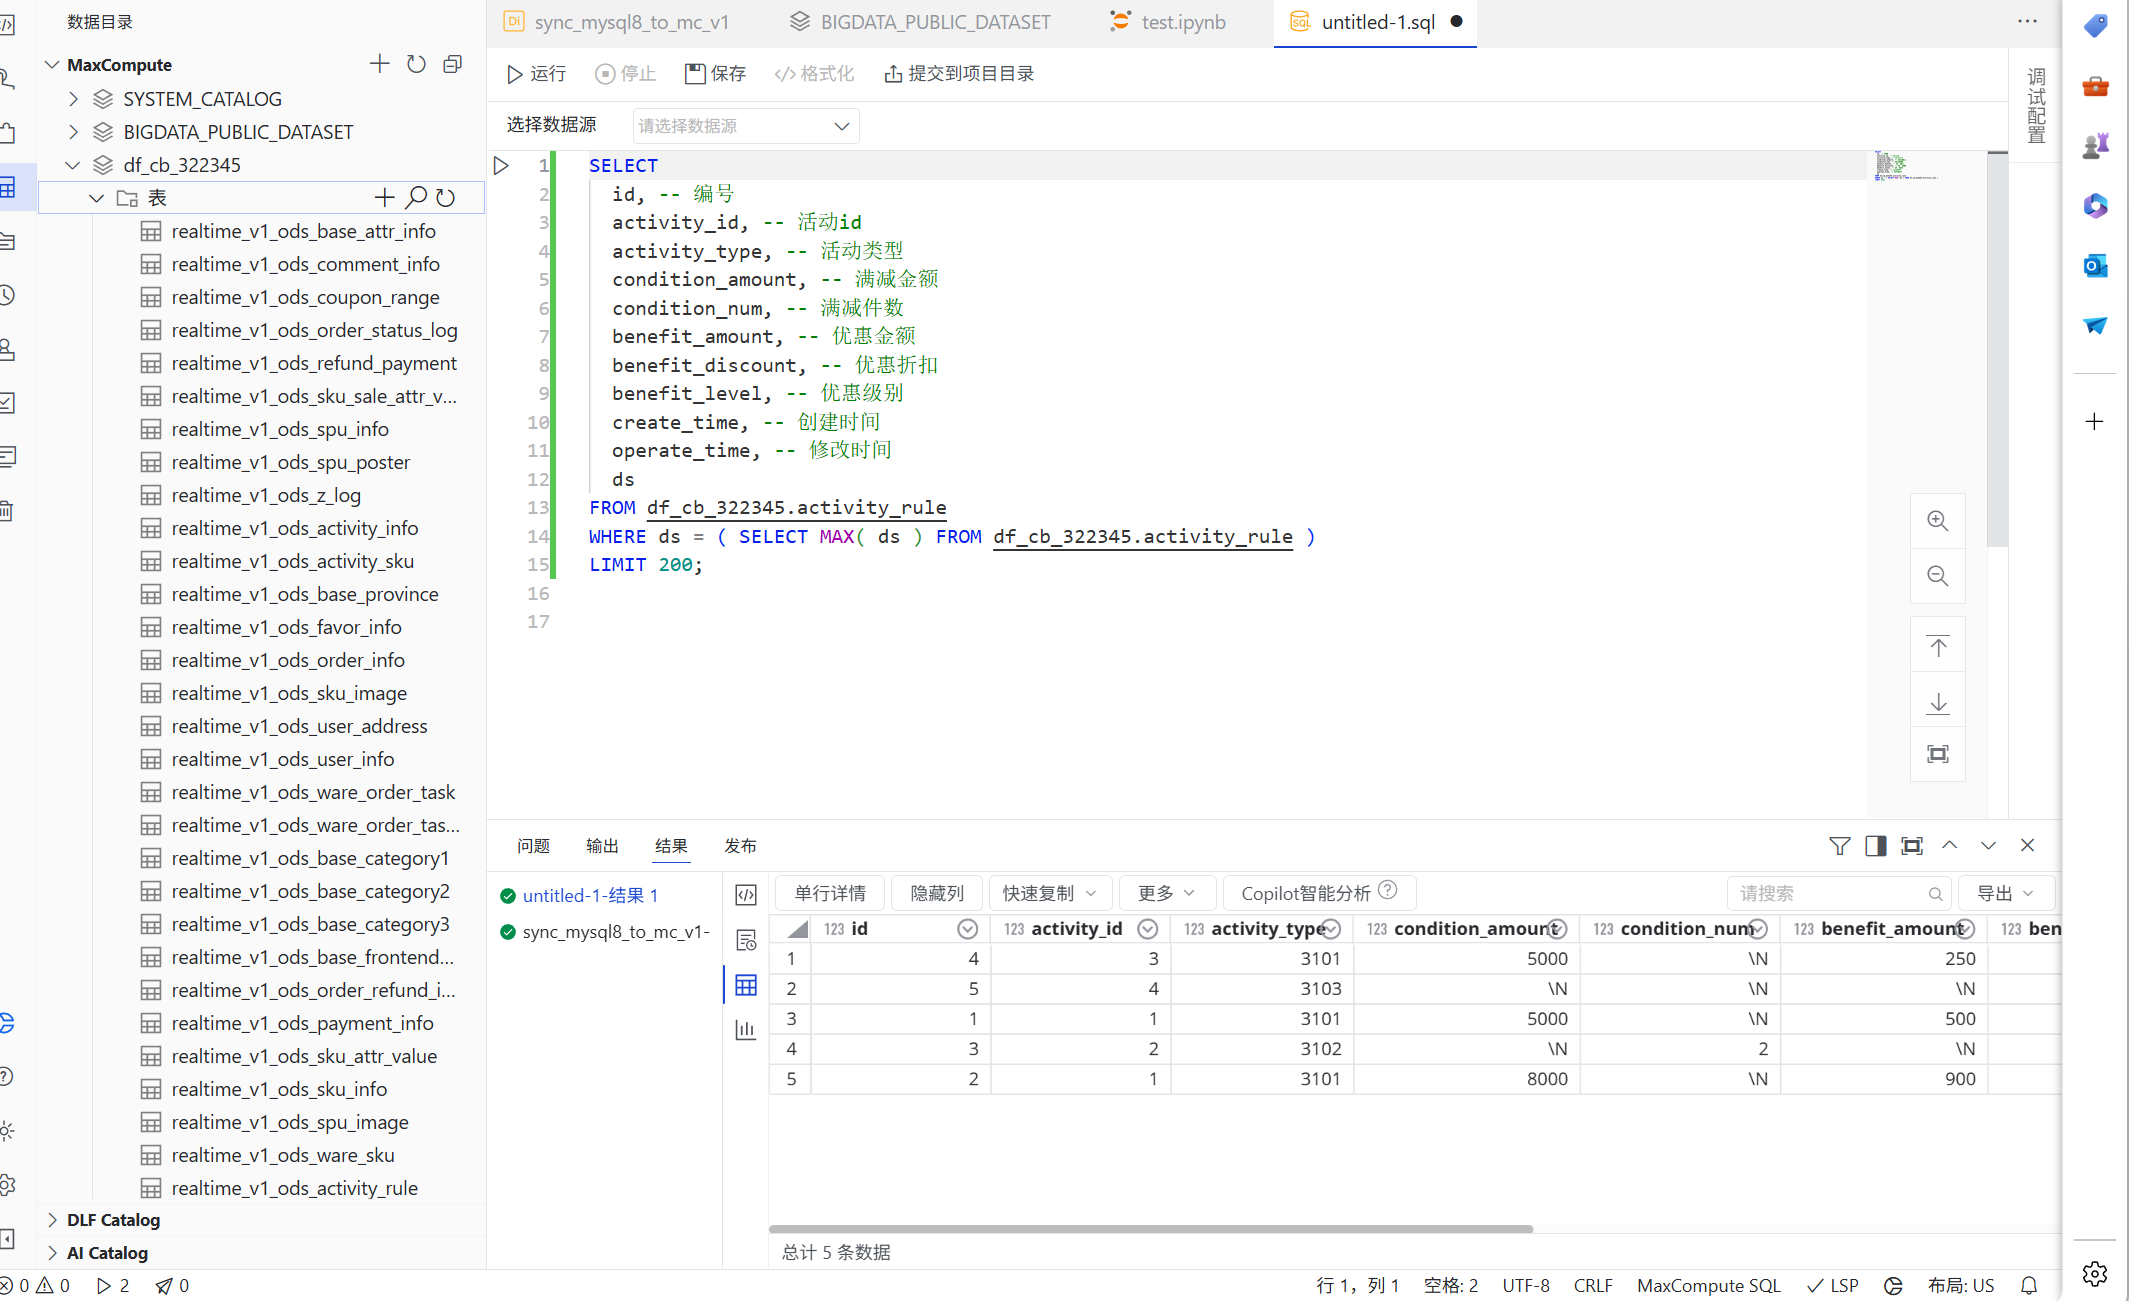 数据目录
MaxCompute
SYSTEM_CATALOG
BIGDATA_PUBLIC_DATASET
df_cb_322345
表
realtime_v1_ods_base_attr_info
realtime_v1_ods_comment_info
realtime_v1_ods_coupon_range
realtime_v1_ods_order_status_log
realtime_v1_ods_refund_payment
realtime_v1_ods_sku_sale_attr_v...
realtime_v1_ods_spu_info
realtime_v1_ods_spu_poster
realtime_v1_ods_z_log
realtime_v1_ods_activity_info
realtime_v1_ods_activity_sku
realtime_v1_ods_base_province
realtime_v1_ods_favor_info
realtime_v1_ods_order_info
realtime_v1_ods_sku_image
realtime_v1_ods_user_address
realtime_v1_ods_user_info
realtime_v1_ods_ware_order_task
realtime_v1_ods_ware_order_tas...
realtime_v1_ods_base_category1
realtime_v1_ods_base_category2
realtime_v1_ods_base_category3
realtime_v1_ods_base_frontend...
realtime_v1_ods_order_refund_i...
realtime_v1_ods_payment_info
realtime_v1_ods_sku_attr_value
realtime_v1_ods_sku_info
realtime_v1_ods_spu_image
realtime_v1_ods_ware_sku
realtime_v1_ods_activity_rule
DLF Catalog
AI Catalog
Di sync_mysql8_to_mc_v1 BIGDATA_PUBLIC_DATASET test.ipynb SQL untitled-1.sql
运行 停止 保存 格式化 提交到项目目录
选择数据源 请选择数据源
调试配置
1 SELECT
2 id, -- 编号
3 activity_id, -- 活动id
4 activity_type, -- 活动类型
5 condition_amount, -- 满减金额
6 condition_num, -- 满减件数
7 benefit_amount, -- 优惠金额
8 benefit_discount, -- 优惠折扣
9 benefit_level, -- 优惠级别
10 create_time, -- 创建时间
11 operate_time, -- 修改时间
12 ds
13 FROM df_cb_322345.activity_rule
14 WHERE ds = ( SELECT MAX( ds ) FROM df_cb_322345.activity_rule )
15 LIMIT 200;
16
17
问题 输出 结果 发布
untitled-1-结果 1
sync_mysql8_to_mc_v1-
单行详情 隐藏列 快速复制 更多 Copilot智能分析 请搜索 导出
123 id 123 activity_id 123 activity_type 123 condition_amount 123 condition_num 123 benefit_amount 123 ben
1 4 3 3101 5000 \N 250
2 5 4 3103 \N \N \N
3 1 1 3101 5000 \N 500
4 3 2 3102 \N 2 \N
5 2 1 3101 8000 \N 900
总计 5 条数据
0 0 2 0 行 1，列 1 空格: 2 UTF-8 CRLF MaxCompute SQL LSP 布局: US